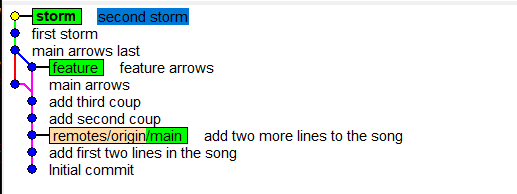 storm second storm
first storm
main arrows last
feature feature arrows
main arrows
add third coup
add second coup
remotes/origin/main add two more lines to the song
add first two lines in the song
Initial commit